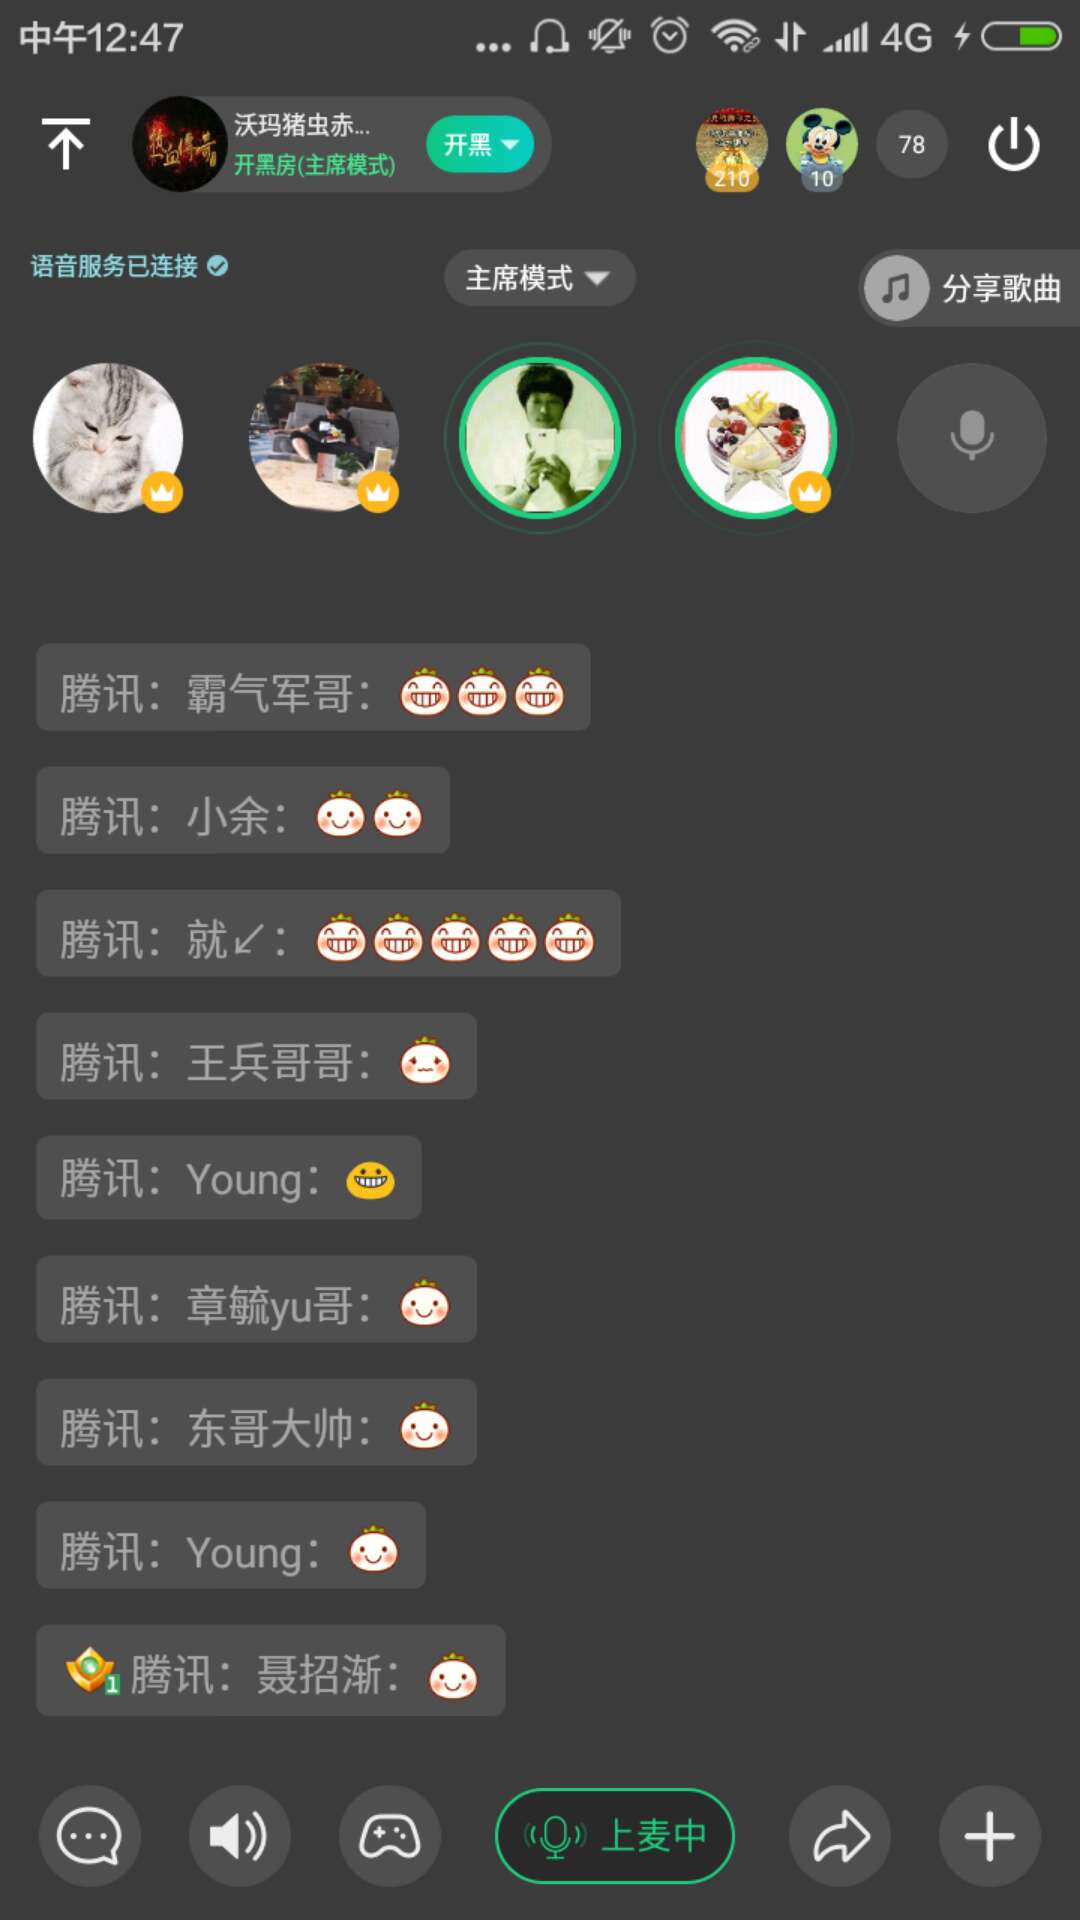 中午12:47
4G
沃玛猪虫赤...
开黑房(主席模式)
开黑
210
10
78
语音服务已连接
主席模式
分享歌曲
腾讯：霸气军哥：
腾讯：小余：
腾讯：就↙：
腾讯：王兵哥哥：
腾讯：Young：
腾讯：章毓yu哥：
腾讯：东哥大帅：
腾讯：Young：
1 腾讯：聂招渐：
上麦中